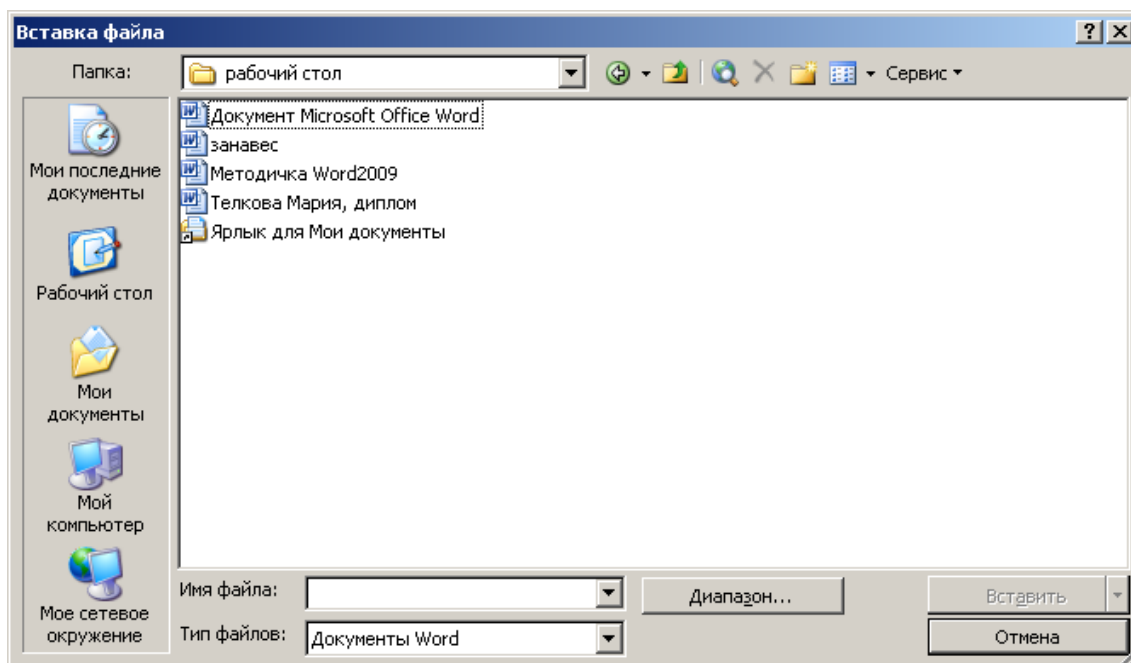 Вставка файла
Папка:
рабочий стол
Сервис
Документ Microsoft Office Word
занавес
Методичка Word2009
Телкова Мария, диплом
Ярлык для Мои документы
Мои последние
документы
Рабочий стол
Мои
документы
Мой
компьютер
Мое сетевое
окружение
Имя файла:
Диапазон...
Вставить
Тип файлов:
Документы Word
Отмена